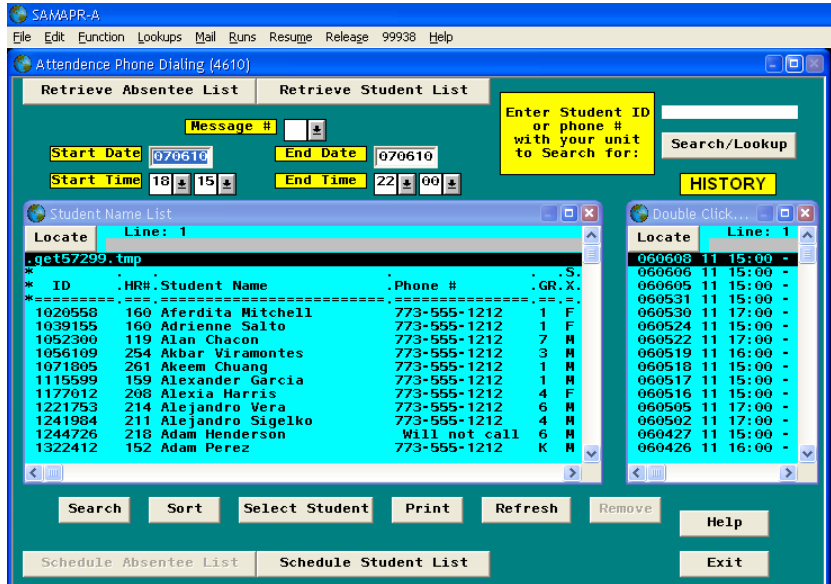 SAMAPR-A
File Edit Function Lookups Mail Runs Resume Release 99938 Help
Attendence Phone Dialing (4610)
Retrieve Absentee List Retrieve Student List
Message #
Enter Student ID
or phone #
with your unit
to Search for:
Search/Lookup
Start Date 070610 End Date 070610
Start Time 18 15 End Time 22 00
HISTORY
Student Name List
Locate Line: 1
.get57299.tmp
* . . . .S.
* ID .HR#.Student Name .Phone # .GR.X.
*=========.===.========================.==============.==.=.
1020558 160 Aferdita Mitchell 773-555-1212 1 F
1039155 160 Adrienne Salto 773-555-1212 1 F
1052300 119 Alan Chacon 773-555-1212 7 M
1056109 254 Akbar Viramontes 773-555-1212 3 M
1071805 261 Akeem Chuang 773-555-1212 1 M
1115599 159 Alexander Garcia 773-555-1212 1 M
1177012 208 Alexia Harris 773-555-1212 4 F
1221753 214 Alejandro Vera 773-555-1212 6 M
1241984 211 Alejandro Sigelko 773-555-1212 4 M
1244726 218 Adam Henderson Will not call 6 M
1322412 152 Adam Perez 773-555-1212 K M
Double Click...
Locate Line: 1
060608 11 15:00 -
060606 11 15:00 -
060605 11 15:00 -
060531 11 15:00 -
060530 11 17:00 -
060524 11 15:00 -
060522 11 17:00 -
060519 11 16:00 -
060518 11 15:00 -
060517 11 15:00 -
060516 11 15:00 -
060505 11 17:00 -
060502 11 17:00 -
060427 11 15:00 -
060426 11 16:00 -
Search Sort Select Student Print Refresh Remove
Help
Schedule Absentee List Schedule Student List Exit